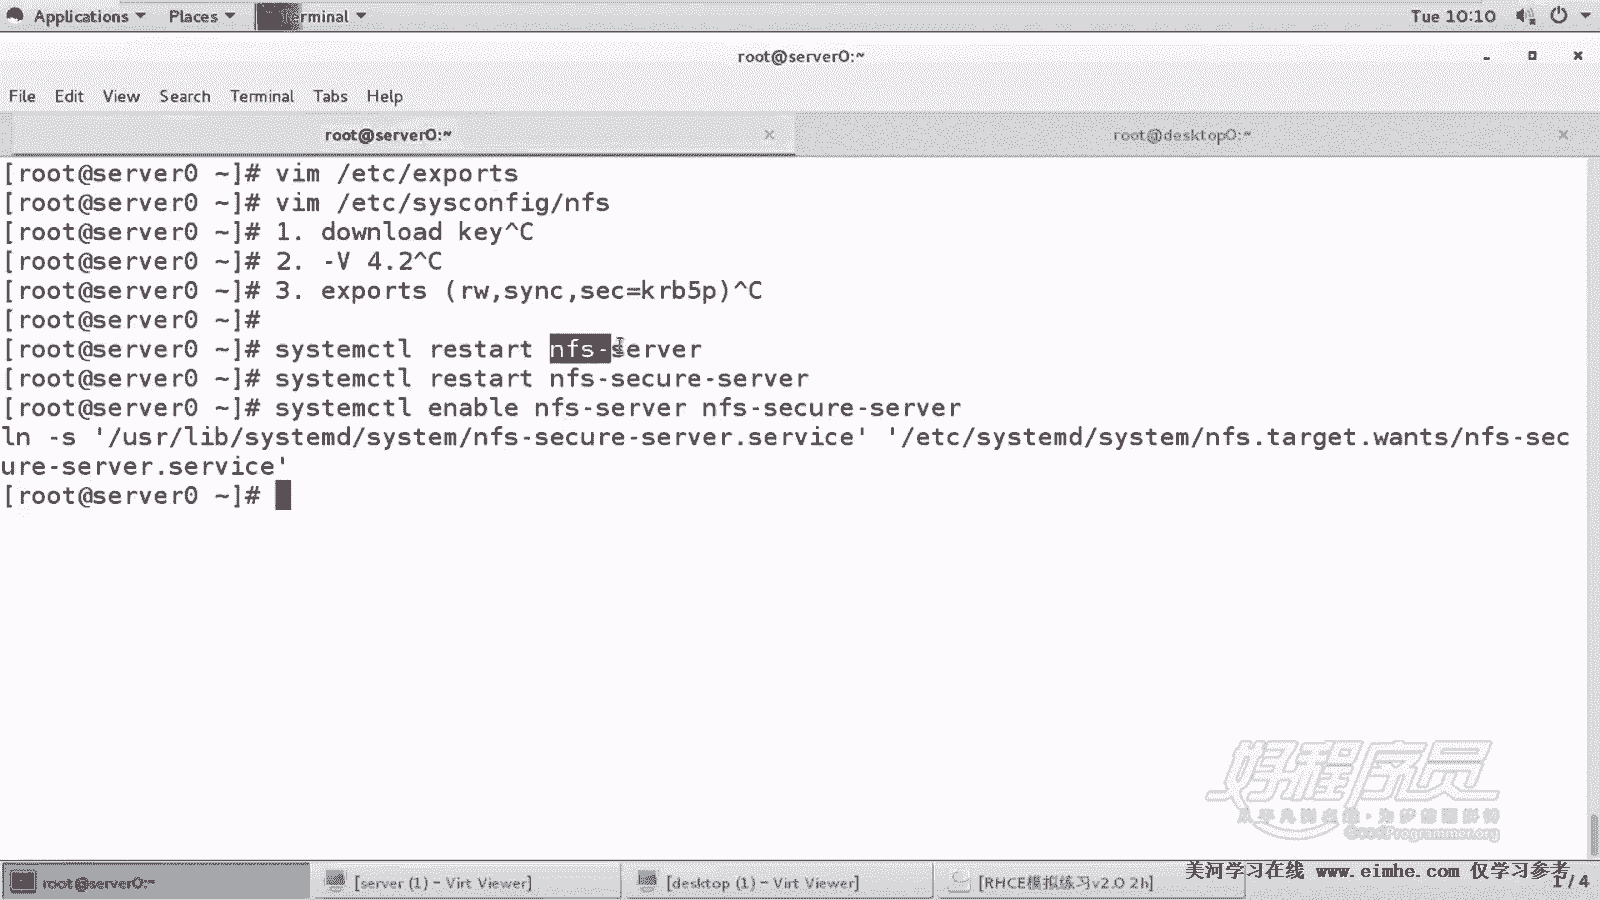 Applications Places Terminal Tue 10:10
root@server0:~
File Edit View Search Terminal Tabs Help
root@server0:~ root@desktop0:~
[root@server0 ~]# vim /etc/exports
[root@server0 ~]# vim /etc/sysconfig/nfs
[root@server0 ~]# 1. download key^C
[root@server0 ~]# 2. -V 4.2^C
[root@server0 ~]# 3. exports (rw,sync,sec=krb5p)^C
[root@server0 ~]#
[root@server0 ~]# systemctl restart nfs-server
[root@server0 ~]# systemctl restart nfs-secure-server
[root@server0 ~]# systemctl enable nfs-server nfs-secure-server
ln -s '/usr/lib/systemd/system/nfs-secure-server.service' '/etc/systemd/system/nfs.target.wants/nfs-sec
ure-server.service'
[root@server0 ~]#
好程序员
GoodProgrammer.org
美河学习在线 www.eimhe.com 仅学习参考
root@server0:~ [server (1) – Virt Viewer] [desktop (1) – Virt Viewer] [RHCE模拟练习v2.0 2h] 1 / 4